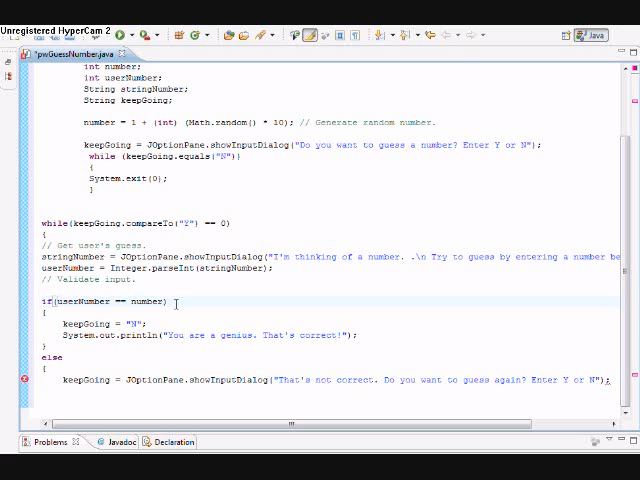 Unregistered HyperCam 2
Java
*pwGuessNumber.java
int number;
int userNumber;
String stringNumber;
String keepGoing;
number = 1 + (int) (Math.random() * 10); // Generate random number.
keepGoing = JOptionPane.showInputDialog("Do you want to guess a number? Enter Y or N");
while (keepGoing.equals("N"))
{
System.exit(0);
}
while(keepGoing.compareTo("Y") == 0)
{
// Get user's guess.
stringNumber = JOptionPane.showInputDialog("I'm thinking of a number. .\n Try to guess by entering a number be
userNumber = Integer.parseInt(stringNumber);
// Validate input.
if(userNumber == number)
{
keepGoing = "N";
System.out.println("You are a genius. That's correct!");
}
else
{
keepGoing = JOptionPane.showInputDialog("That's not correct. Do you want to guess again? Enter Y or N");
Problems
Javadoc
Declaration